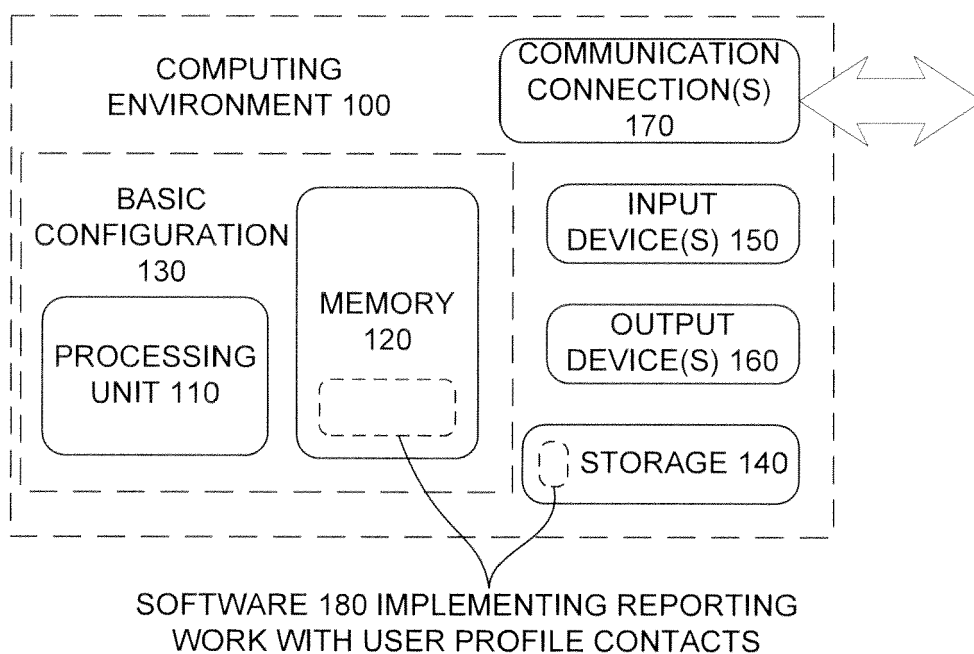 COMPUTING
ENVIRONMENT 100
COMMUNICATION
CONNECTION(S)
170
BASIC
CONFIGURATION
130
PROCESSING
UNIT 110
MEMORY
120
INPUT
DEVICE(S) 150
OUTPUT
DEVICE(S) 160
STORAGE 140
SOFTWARE 180 IMPLEMENTING REPORTING
WORK WITH USER PROFILE CONTACTS